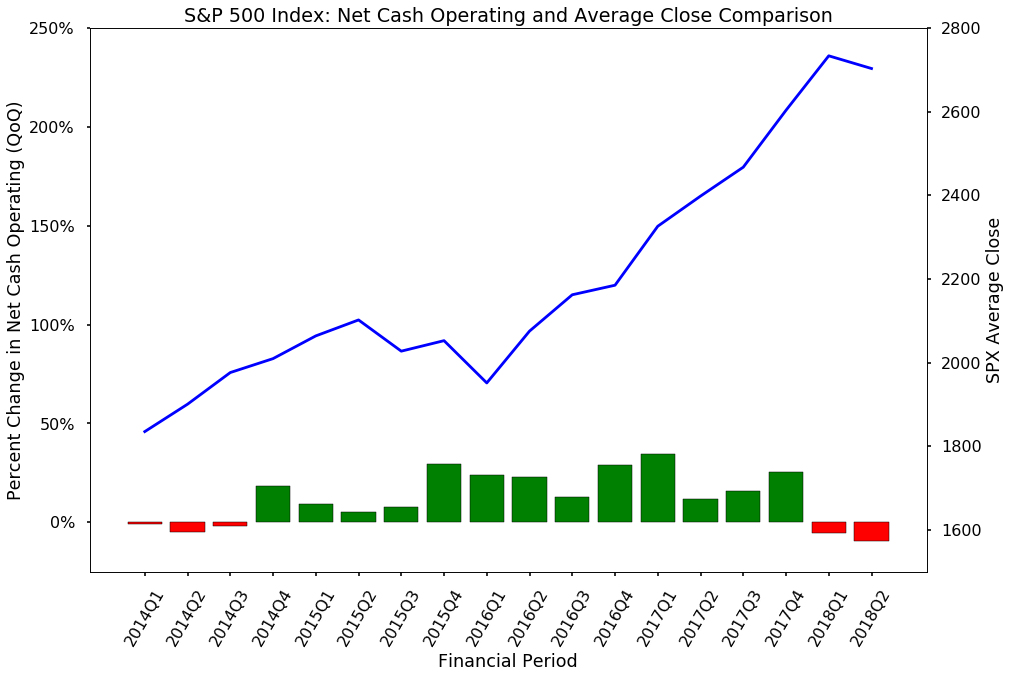 S&P 500 Index: Net Cash Operating and Average Close Comparison
Percent Change in Net Cash Operating (QoQ)
250%
200%
150%
100%
50%
0%
2800
2600
2400
2200
2000
1800
1600
SPX Average Close
2014Q1
2014Q2
2014Q3
2014Q4
2015Q1
2015Q2
2015Q3
2015Q4
2016Q1
2016Q2
2016Q3
2016Q4
2017Q1
2017Q2
2017Q3
2017Q4
2018Q1
2018Q2
Financial Period